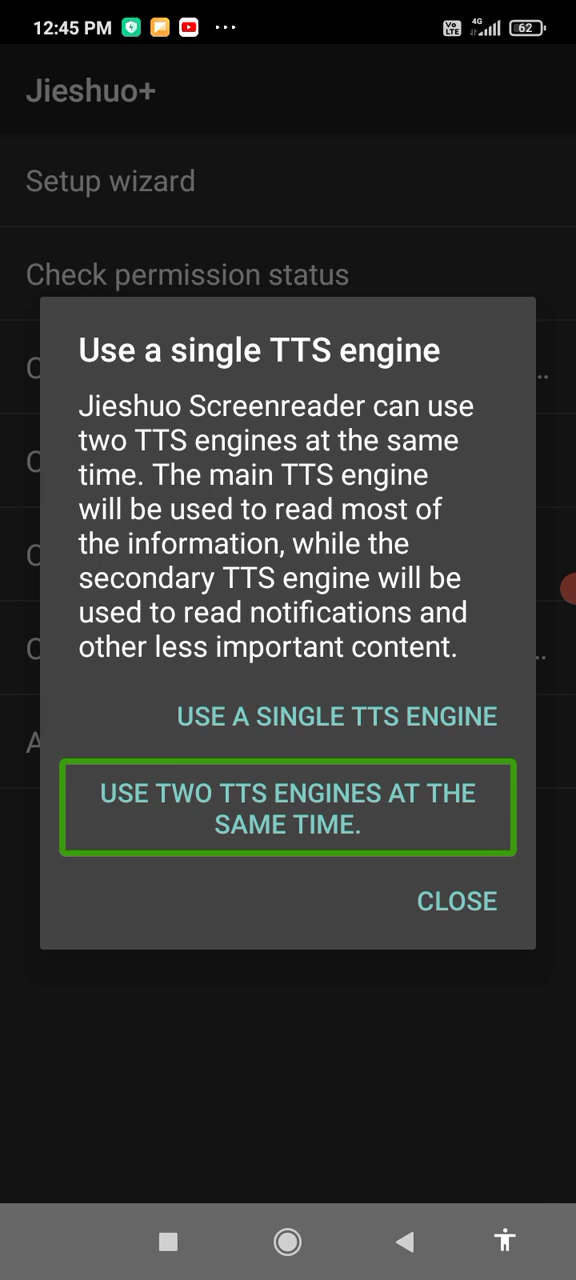 12:45 PM ... Vo LTE 4G 62
Jieshuo+
Setup wizard
Check permission status
Use a single TTS engine
Jieshuo Screenreader can use
two TTS engines at the same
time. The main TTS engine
will be used to read most of
the information, while the
secondary TTS engine will be
used to read notifications and
other less important content.
USE A SINGLE TTS ENGINE
USE TWO TTS ENGINES AT THE
SAME TIME.
CLOSE